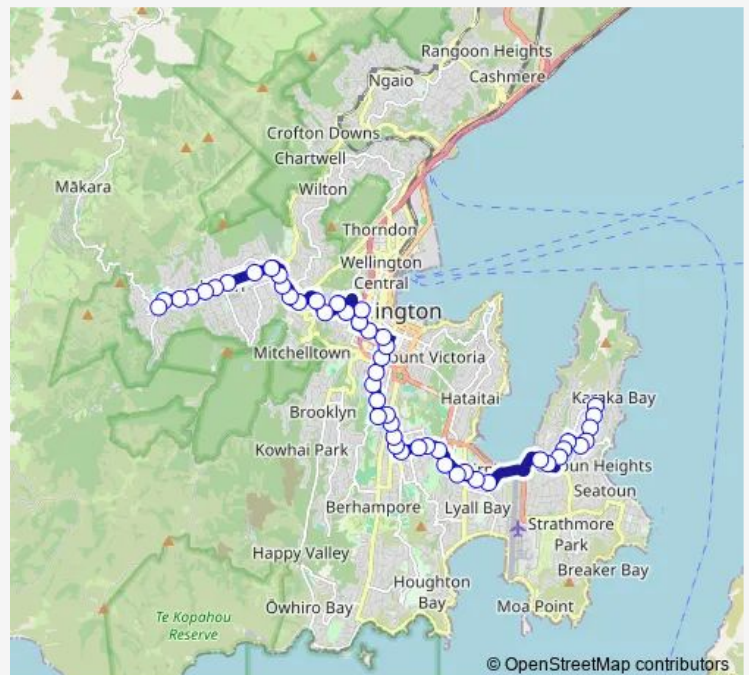 Rangoon Heights
Ngaio
Cashmere
Crofton Downs
Chartwell
Mākara
Wilton
Thorndon
Wellington
Central
ington
Mitchelltown
ount Victoria
Hataitai
Karaka Bay
Brooklyn
Kowhai Park
oun Heights
Seatoun
Berhampore
Lyall Bay
Strathmore
Park
Happy Valley
Breaker Bay
Houghton
Bay
Ōwhiro Bay
Moa Point
Te Kopahou
Reserve
© OpenStreetMap contributors